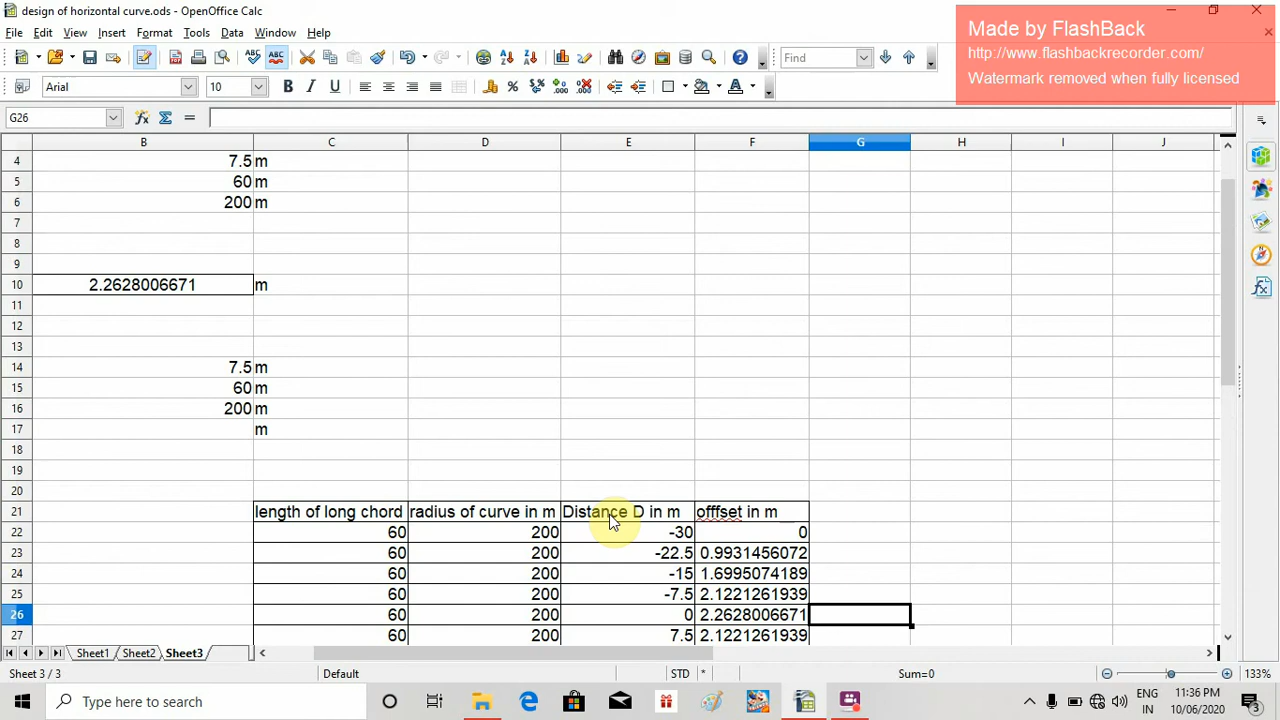 design of horizontal curve.ods - OpenOffice Calc
Made by FlashBack
http://www.flashbackrecorder.com/
Watermark removed when fully licensed
File Edit View Insert Format Tools Data Window Help
Find
Arial 10
G26
B C D E F G H I J
4 7.5 m
5 60 m
6 200 m
7
8
9
10 2.2628006671 m
11
12
13
14 7.5 m
15 60 m
16 200 m
17 m
18
19
20
21 length of long chord radius of curve in m Distance D in m offfset in m
22 60 200 -30 0
23 60 200 -22.5 0.9931456072
24 60 200 -15 1.6995074189
25 60 200 -7.5 2.1221261939
26 60 200 0 2.2628006671
27 60 200 7.5 2.1221261939
Sheet1 Sheet2 Sheet3
Sheet 3 / 3 Default STD * Sum=0 133%
Type here to search
ENG 11:36 PM
IN 10/06/2020
3